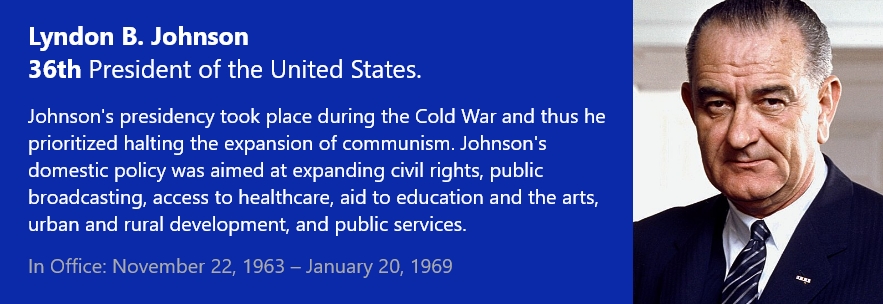 Lyndon B. Johnson
36th President of the United States.
Johnson's presidency took place during the Cold War and thus he
prioritized halting the expansion of communism. Johnson's
domestic policy was aimed at expanding civil rights, public
broadcasting, access to healthcare, aid to education and the arts,
urban and rural development, and public services.
In Office: November 22, 1963 – January 20, 1969